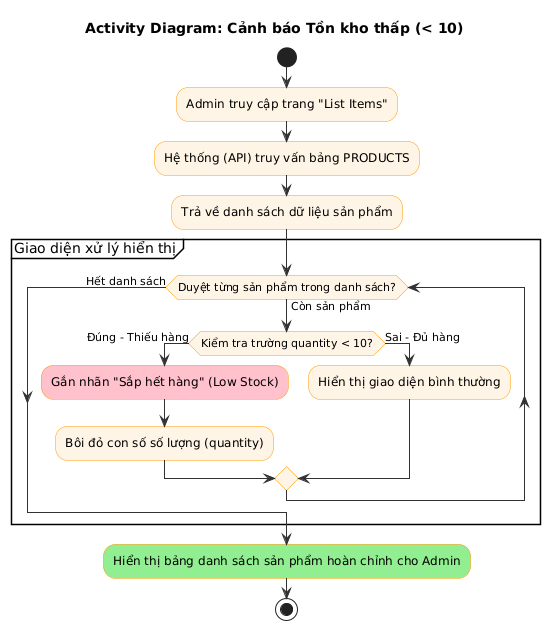 Activity Diagram: Cảnh báo Tồn kho thấp (< 10)
Admin truy cập trang "List Items"
Hệ thống (API) truy vấn bảng PRODUCTS
Trả về danh sách dữ liệu sản phẩm
Giao diện xử lý hiển thị
Hết danh sách
Duyệt từng sản phẩm trong danh sách?
Còn sản phẩm
Đúng - Thiếu hàng
Kiểm tra trường quantity < 10?
Sai - Đủ hàng
Gắn nhãn "Sắp hết hàng" (Low Stock)
Hiển thị giao diện bình thường
Bôi đỏ con số số lượng (quantity)
Hiển thị bảng danh sách sản phẩm hoàn chỉnh cho Admin